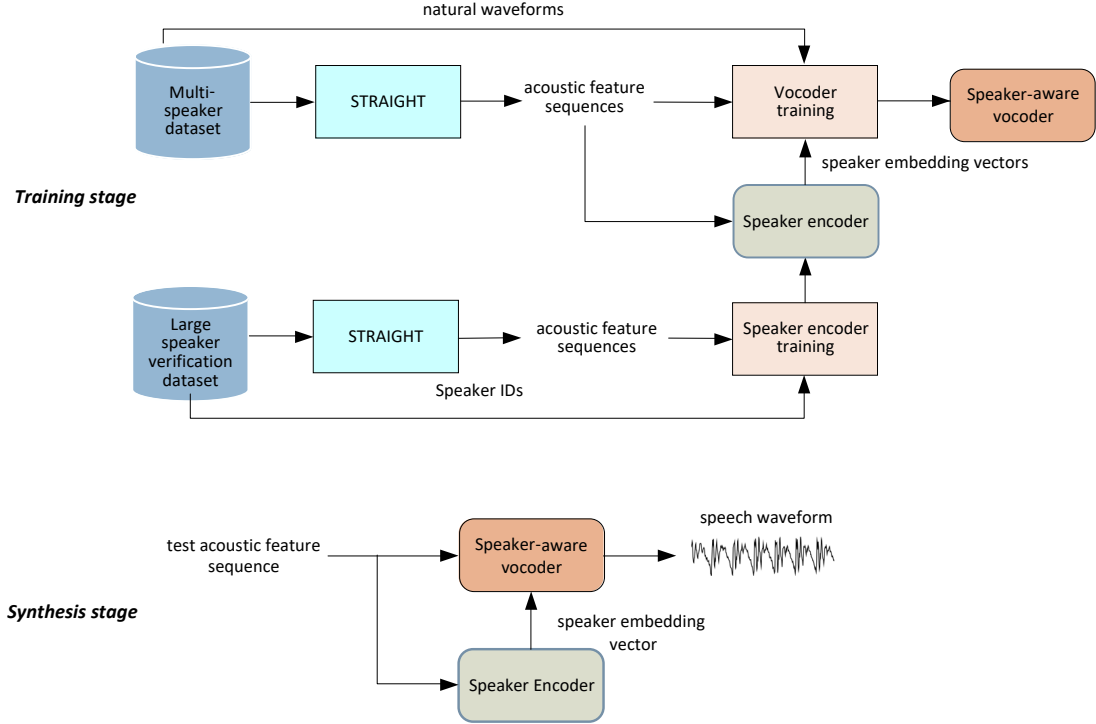 natural waveforms
Multi-
speaker
dataset
STRAIGHT
acoustic feature
sequences
Vocoder
training
Speaker-aware
vocoder
speaker embedding vectors
Training stage
Speaker encoder
Large
speaker
verification
dataset
STRAIGHT
acoustic feature
sequences
Speaker encoder
training
Speaker IDs
test acoustic feature
sequence
Speaker-aware
vocoder
speech waveform
Synthesis stage
speaker embedding
vector
Speaker Encoder